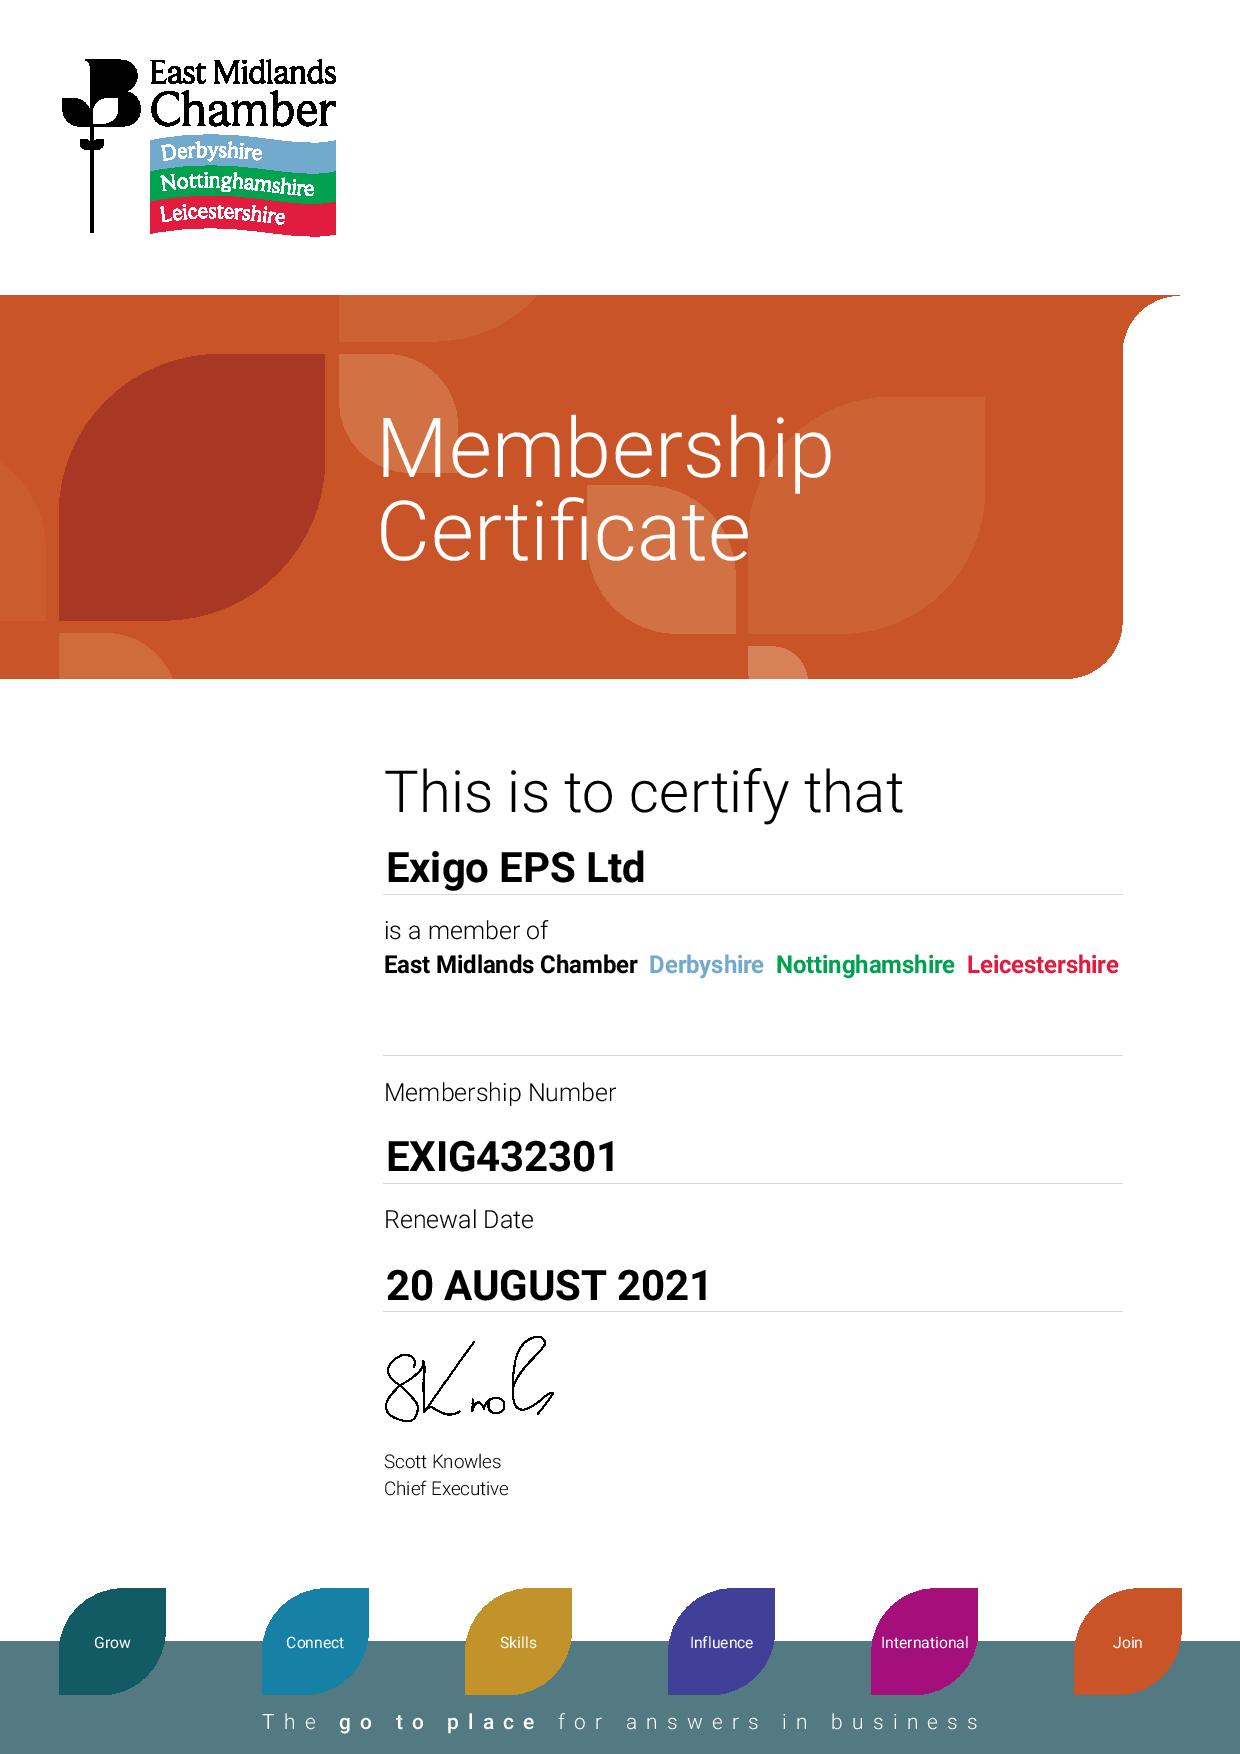 East Midlands
Chamber
Derbyshire
Nottinghamshire
Leicestershire
Membership
Certificate
This is to certify that
Exigo EPS Ltd
is a member of
East Midlands Chamber Derbyshire Nottinghamshire Leicestershire
Membership Number
EXIG432301
Renewal Date
20 AUGUST 2021
Scott Knowles
Chief Executive
Grow Connect Skills Influence International Join
The go to place for answers in business